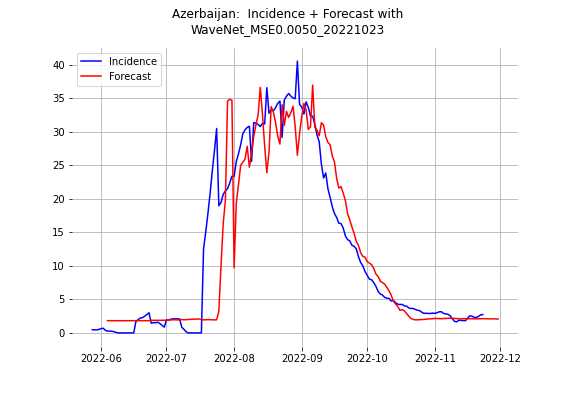 Azerbaijan:  Incidence + Forecast with
WaveNet_MSE0.0050_20221023
Incidence
Forecast
40
35
30
25
20
15
10
5
0
2022-06 2022-07 2022-08 2022-09 2022-10 2022-11 2022-12